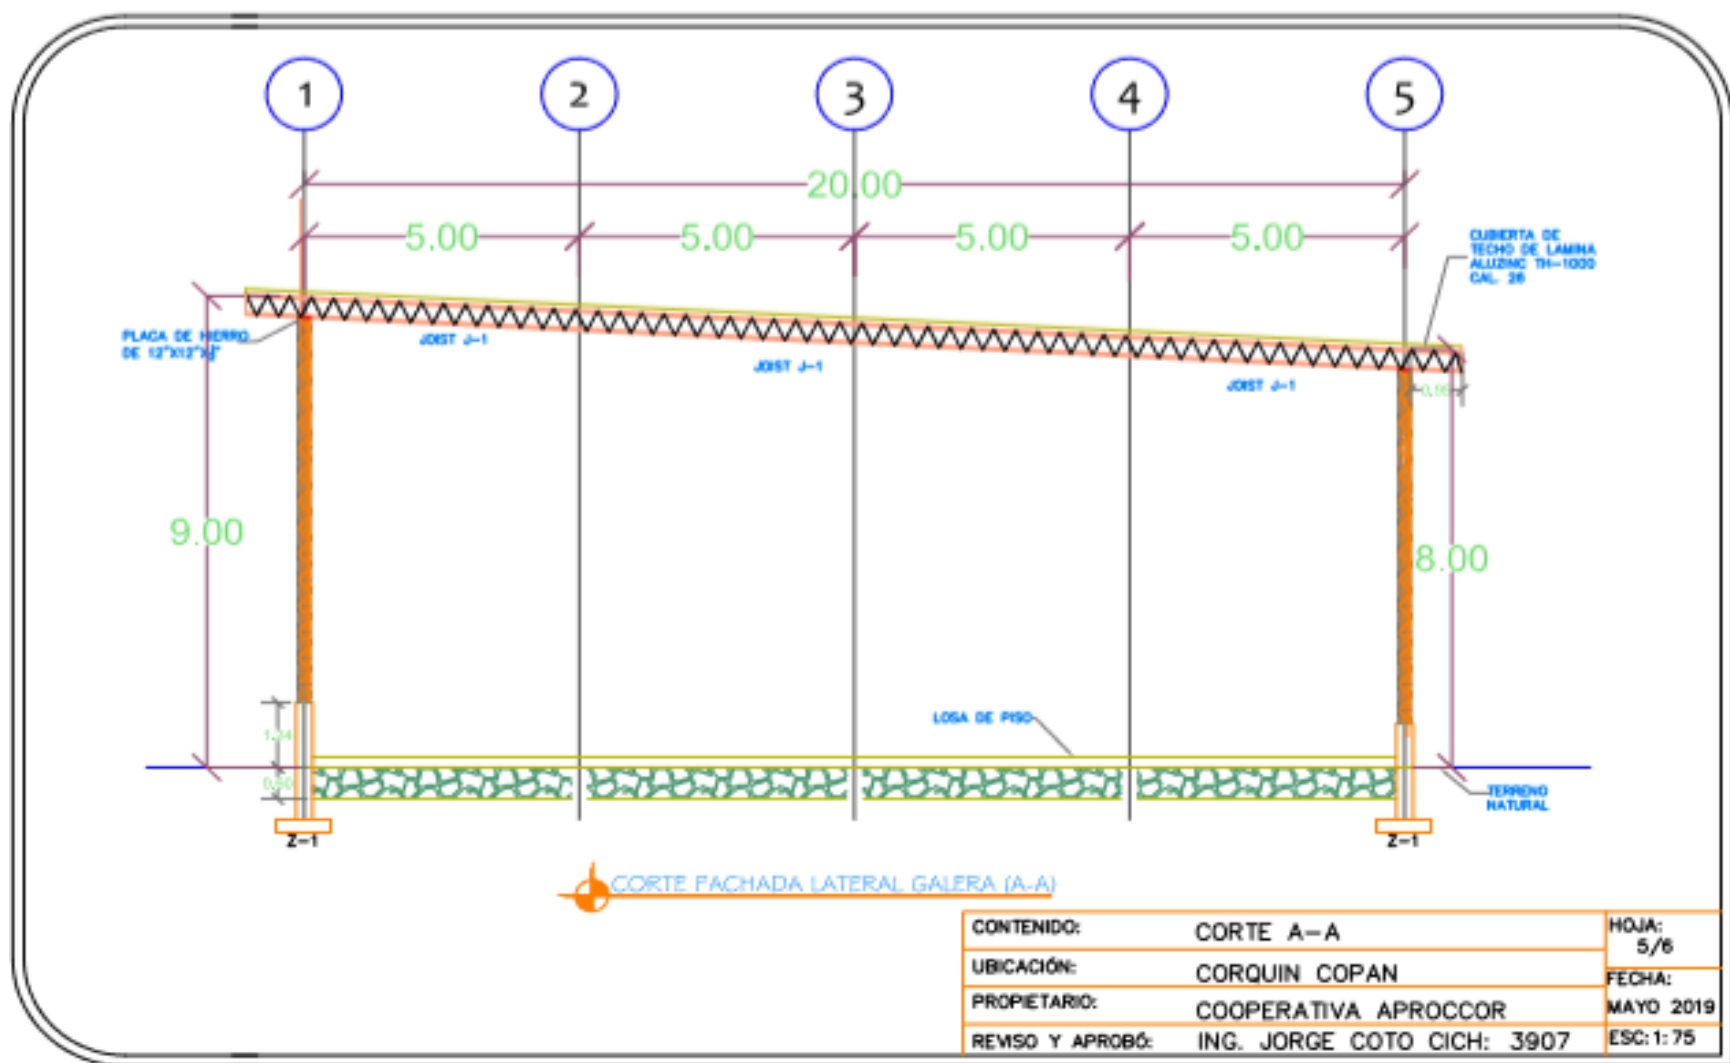 1 2 3 4 5
20.00
5.00 5.00 5.00 5.00
CUBIERTA DE
TECHO DE LAMINA
ALUZINC TH-1000
CAL. 26
PLACA DE HIERRO
DE 12"X12"X
JOIST J-1
JOIST J-1
JOIST J-1
9.00
8.00
LOSA DE PISO
TERRENO
NATURAL
Z-1
Z-1
CORTE FACHADA LATERAL GALERA (A-A)
CONTENIDO: CORTE A-A
HOJA:
5/6
UBICACIÓN: CORQUIN COPAN
FECHA:
MAYO 2019
PROPIETARIO: COOPERATIVA APROCCOR
REVISO Y APROBÓ: ING. JORGE COTO CICH: 3907
ESC: 1: 75